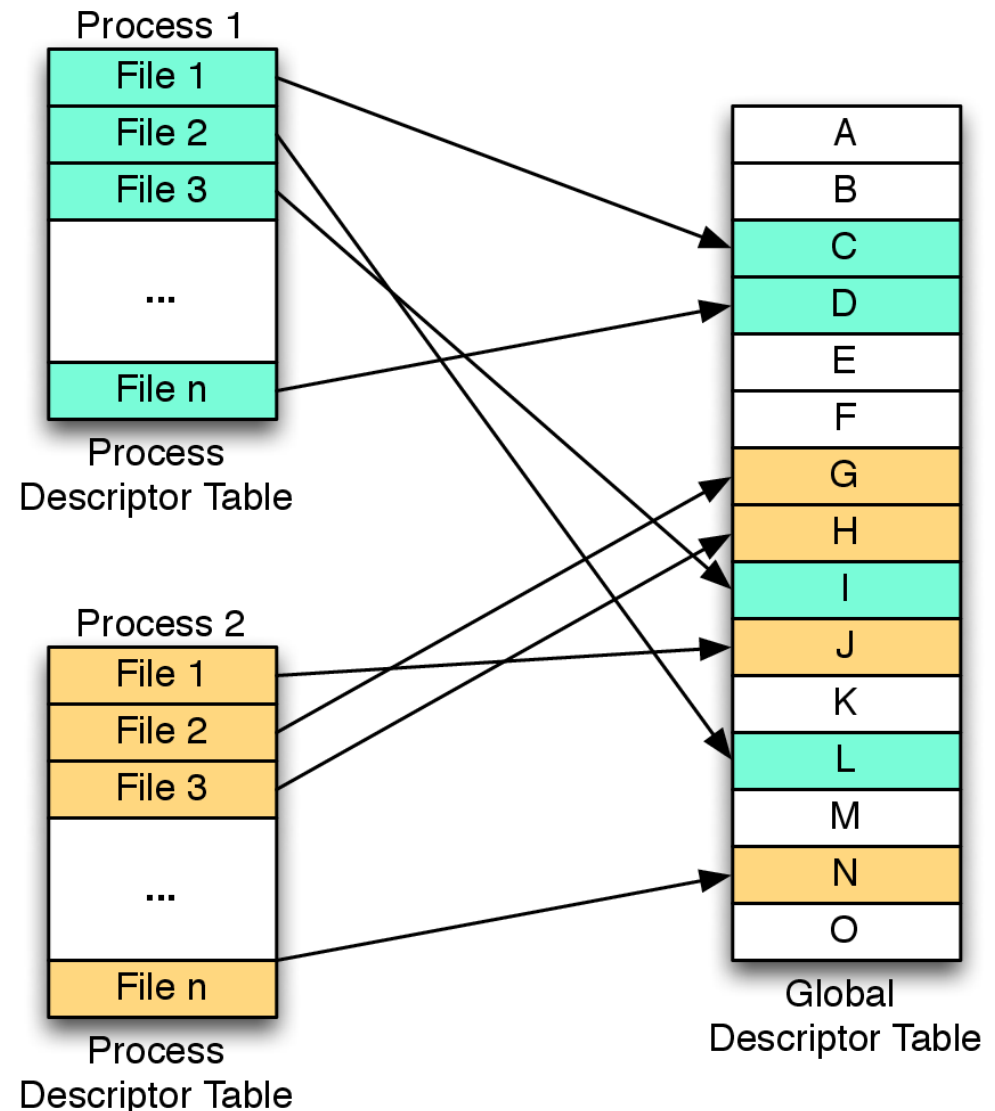 Process 1
File 1
File 2
File 3
...
File n
Process
Descriptor Table
Process 2
File 1
File 2
File 3
...
File n
Process
Descriptor Table
A
B
C
D
E
F
G
H
I
J
K
L
M
N
O
Global
Descriptor Table